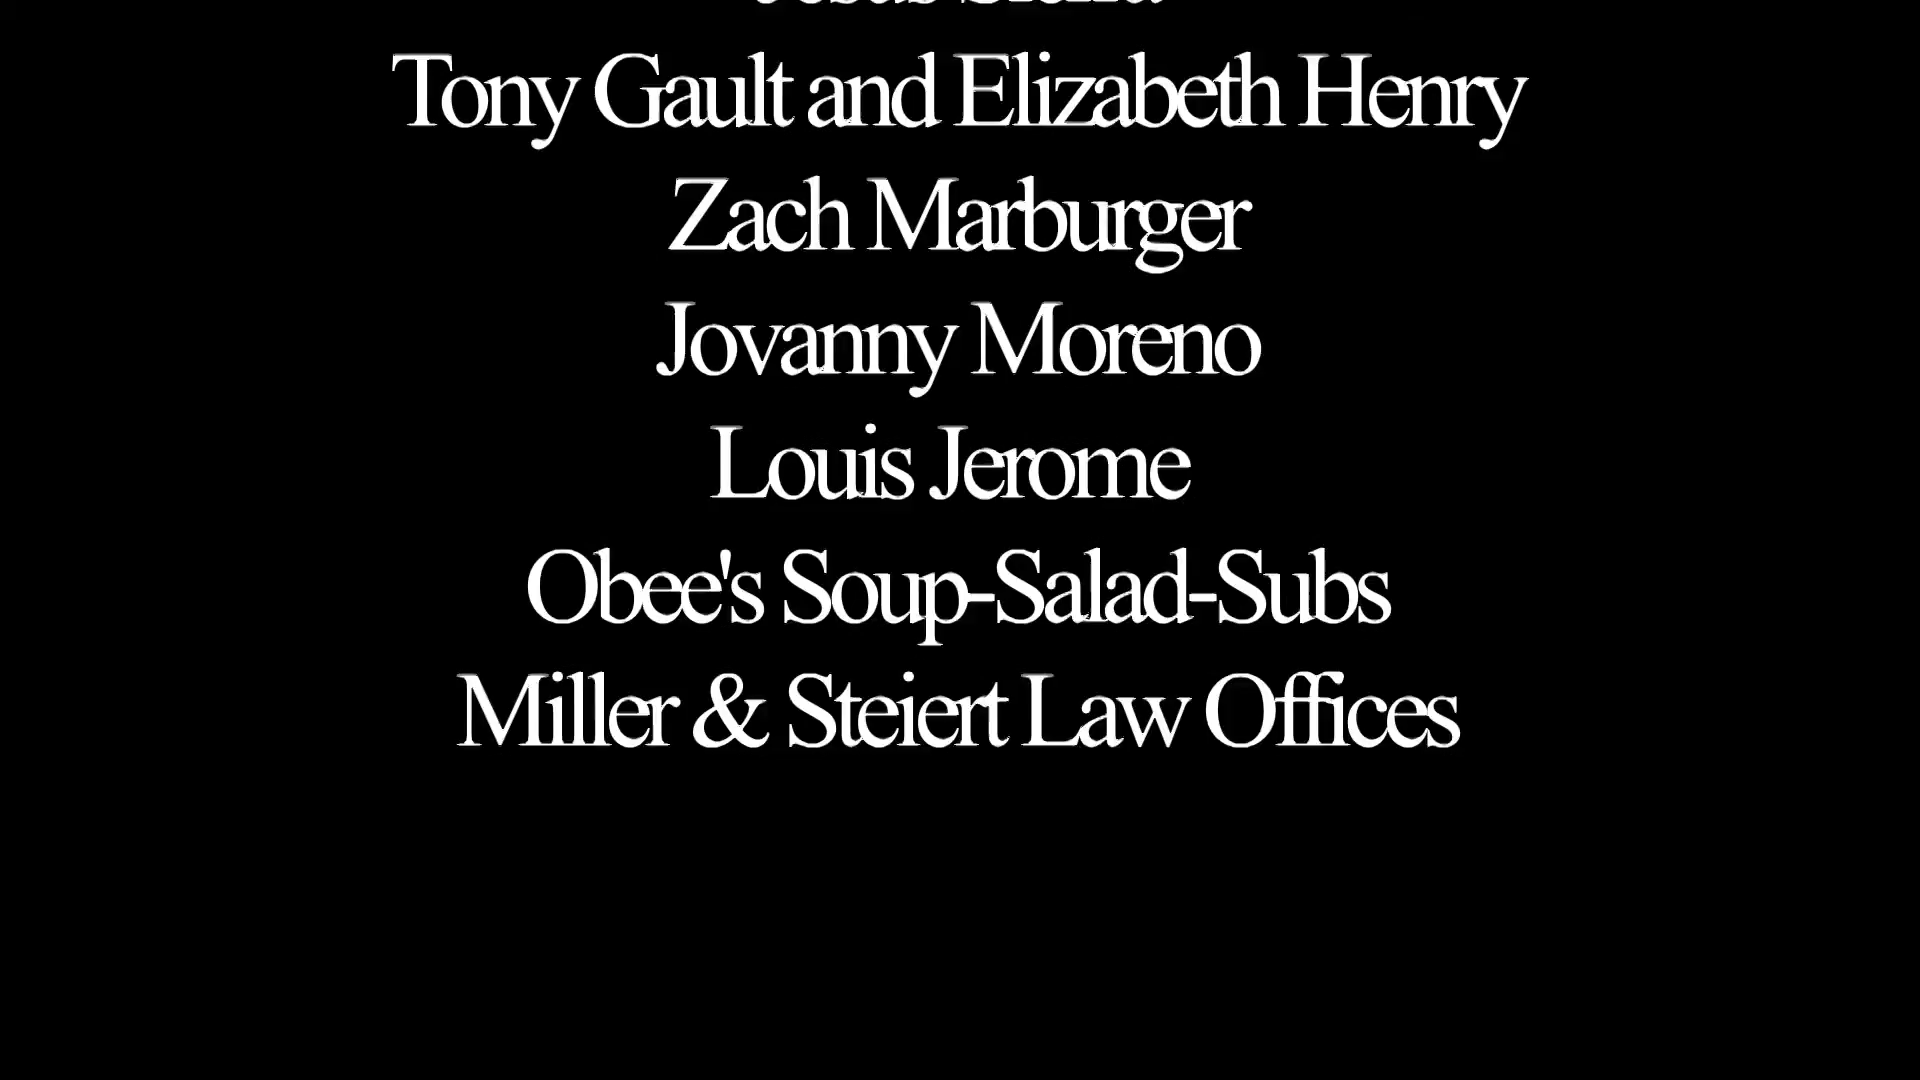 Tony Gault and Elizabeth Henry
Zach Marburger
Jovanny Moreno
Louis Jerome
Obee's Soup-Salad-Subs
Miller & Steiert Law Offices